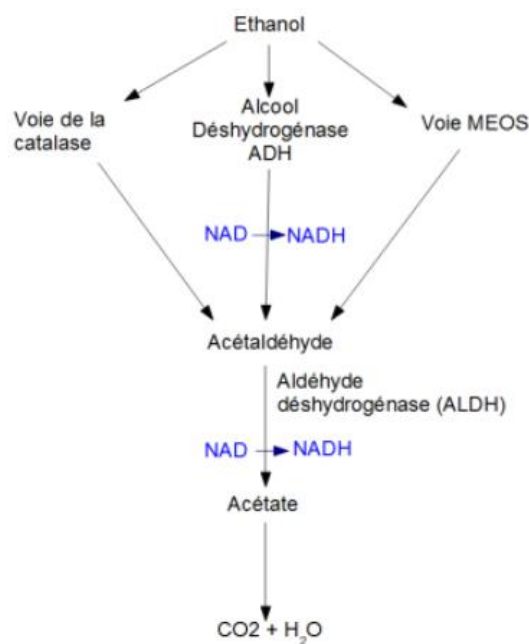 Ethanol
Voie de la
catalase
Alcool
Déshydrogénase
ADH
Voie MEOS
NAD NADH
Acétaldéhyde
Aldéhyde
déshydrogénase (ALDH)
NAD NADH
Acétate
CO2 + H₂O